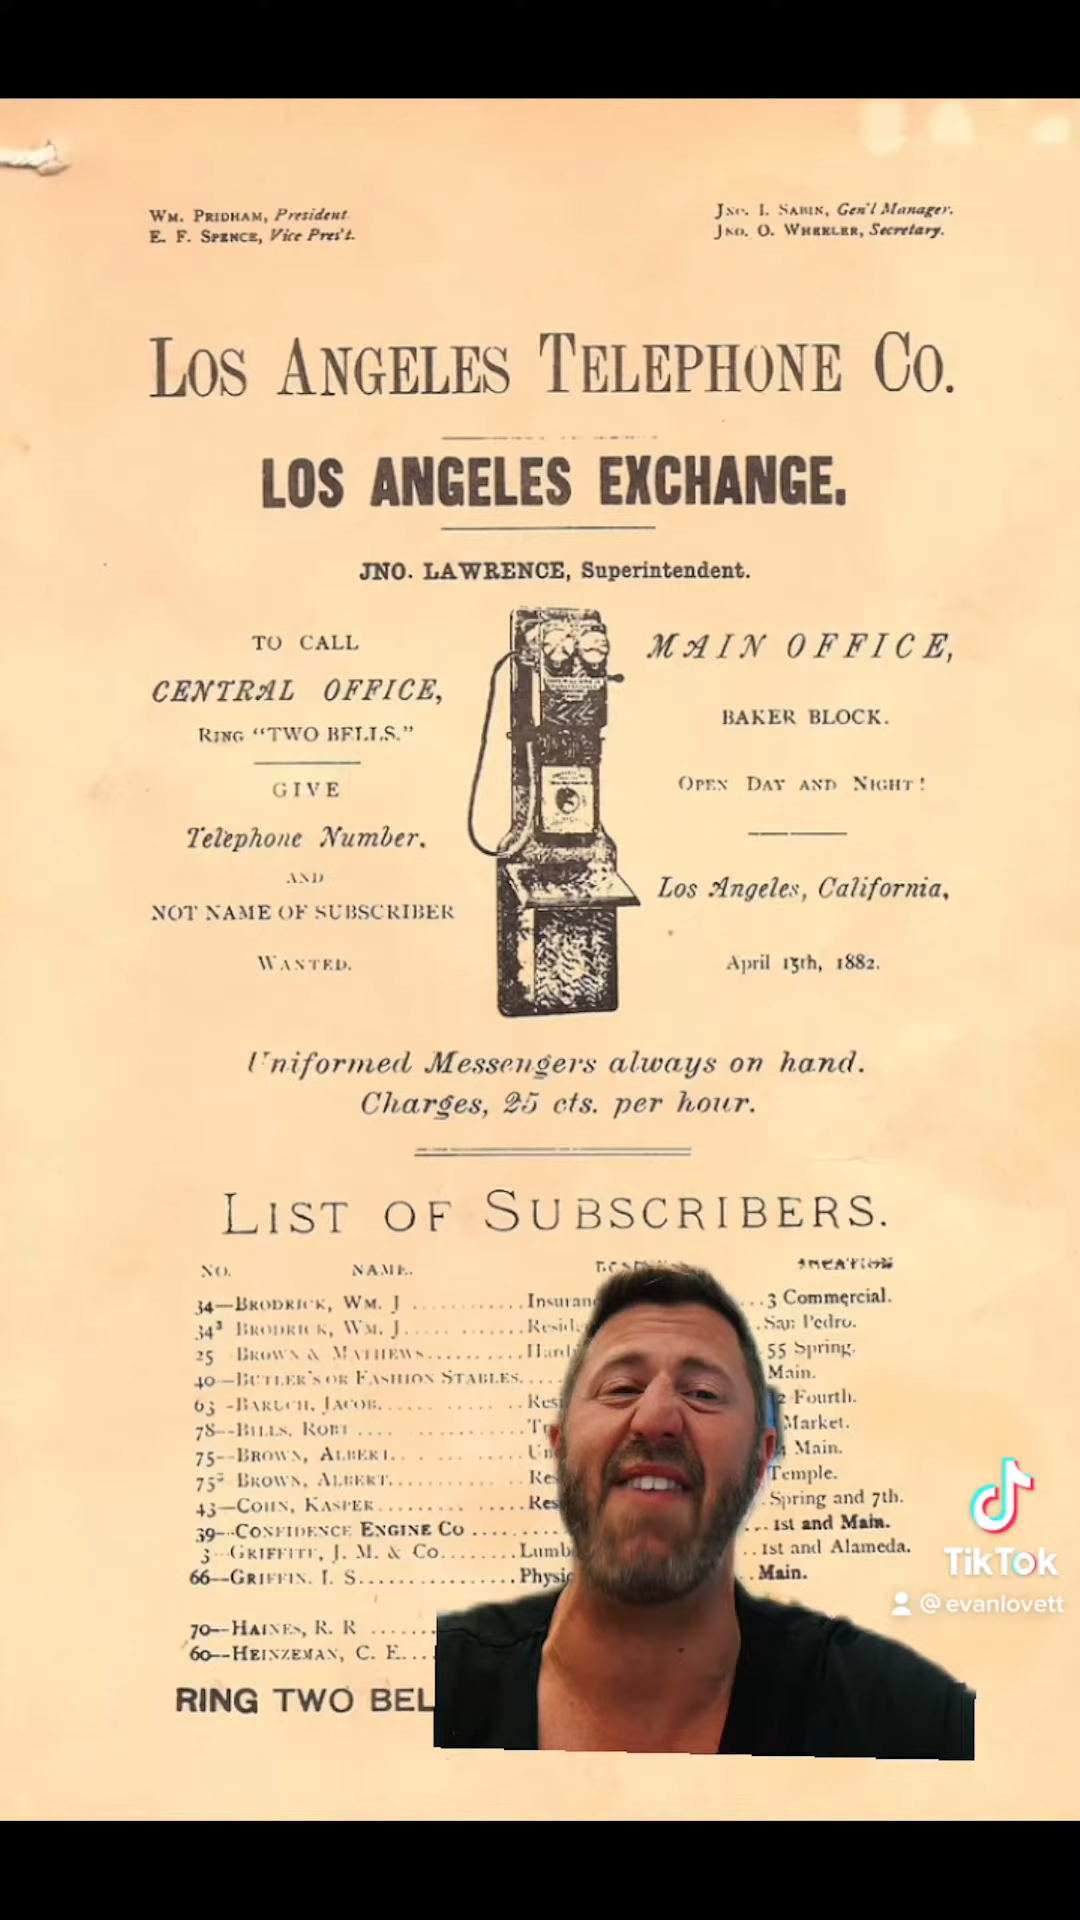 Wm. Pridham, President.
E. F. Spence, Vice Pres't.
Jno. I. Sabin, Gen'l Manager.
Jno. O. Wheeler, Secretary.
Los Angeles Telephone Co.
LOS ANGELES EXCHANGE.
JNO. LAWRENCE, Superintendent.
TO CALL
CENTRAL OFFICE,
Ring "TWO BELLS."
GIVE
Telephone Number,
AND
NOT NAME OF SUBSCRIBER
Wanted.
MAIN OFFICE,
BAKER BLOCK.
Open Day and Night!
Los Angeles, California,
April 15th, 1882.
Uniformed Messengers always on hand.
Charges, 25 cts. per hour.
List of Subscribers.
NO. NAME.
34—Brodrick, Wm. J ............ Insuran ...3 Commercial.
34³ Brodrick, Wm. J. .......... San Pedro.
25 Brown & Mathews .......... 55 Spring.
40—Butler's or Fashion Stables..... Main.
63 -Baruch, Jacob. .......... Fourth.
78--Bills, Robt .......... Market.
75--Brown, Albert. .......... Main.
Brown, Albert .......... Temple.
43—Cohn, Kasper .......... Spring and 7th.
39--Confidence Engine Co .......... 1st and Main.
3--Griffith, J. M. & Co........ Lumb ..1st and Alameda.
66--Griffin, I. S............... Physic .Main.
70--Haines, R. R .......
60--Heinzeman, C. E....
RING TWO BEL
TikTok
@evanlovett